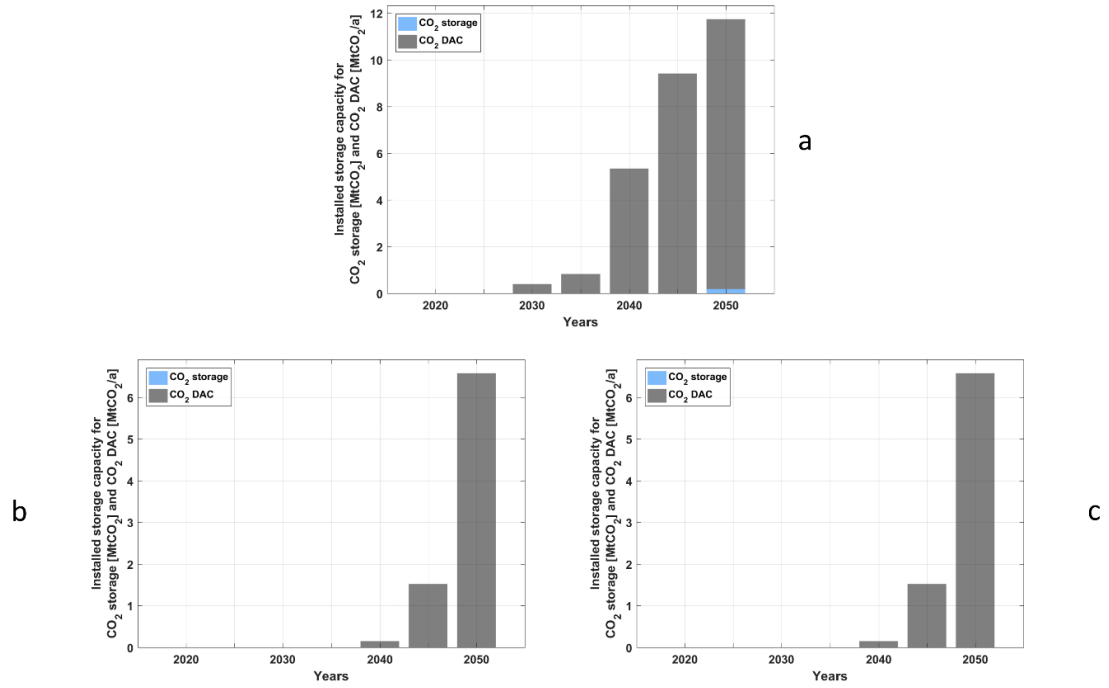 12
10
8
6
4
2
0
Installed storage capacity for
CO2 storage [MtCO2] and CO2 DAC [MtCO2/a]
CO2 storage
CO2 DAC
2020 2030 2040 2050
Years
a
b
6
5
4
3
2
1
0
Installed storage capacity for
CO2 storage [MtCO2] and CO2 DAC [MtCO2/a]
CO2 storage
CO2 DAC
2020 2030 2040 2050
Years
6
5
4
3
2
1
0
Installed storage capacity for
CO2 storage [MtCO2] and CO2 DAC [MtCO2/a]
CO2 storage
CO2 DAC
2020 2030 2040 2050
Years
c